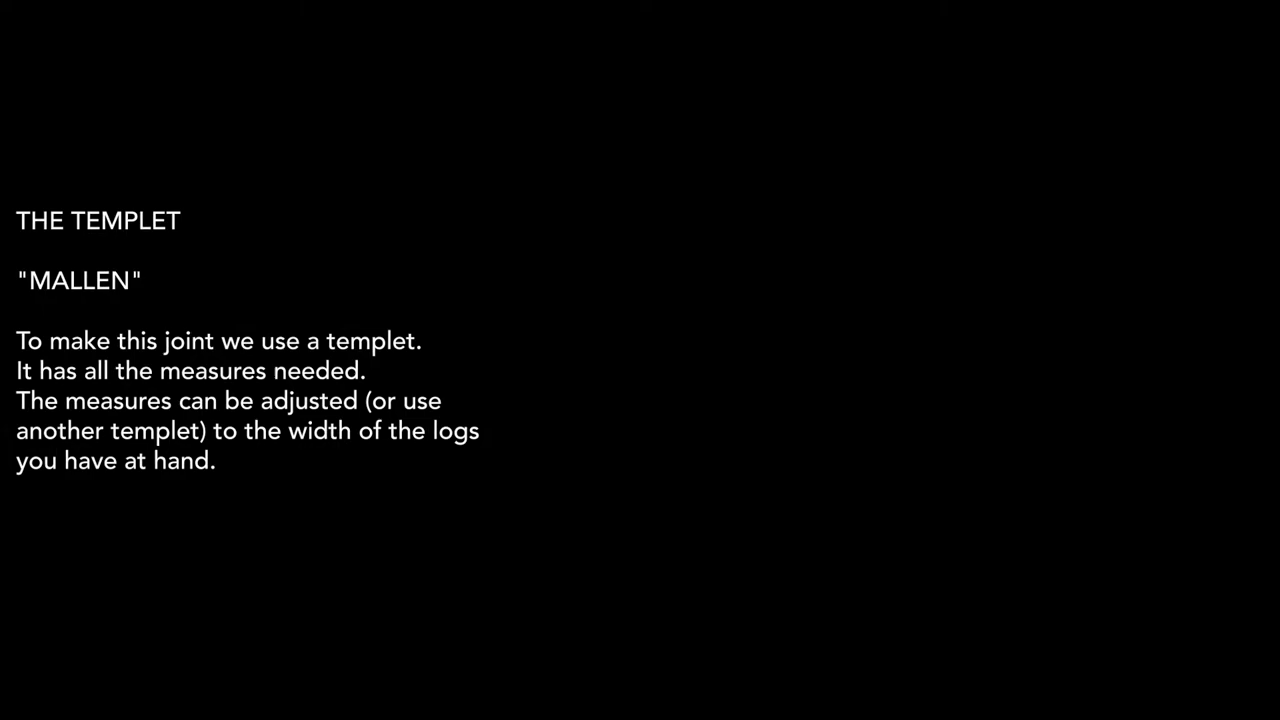 THE TEMPLET
"MALLEN"
To make this joint we use a templet.
It has all the measures needed.
The measures can be adjusted (or use
another templet) to the width of the logs
you have at hand.